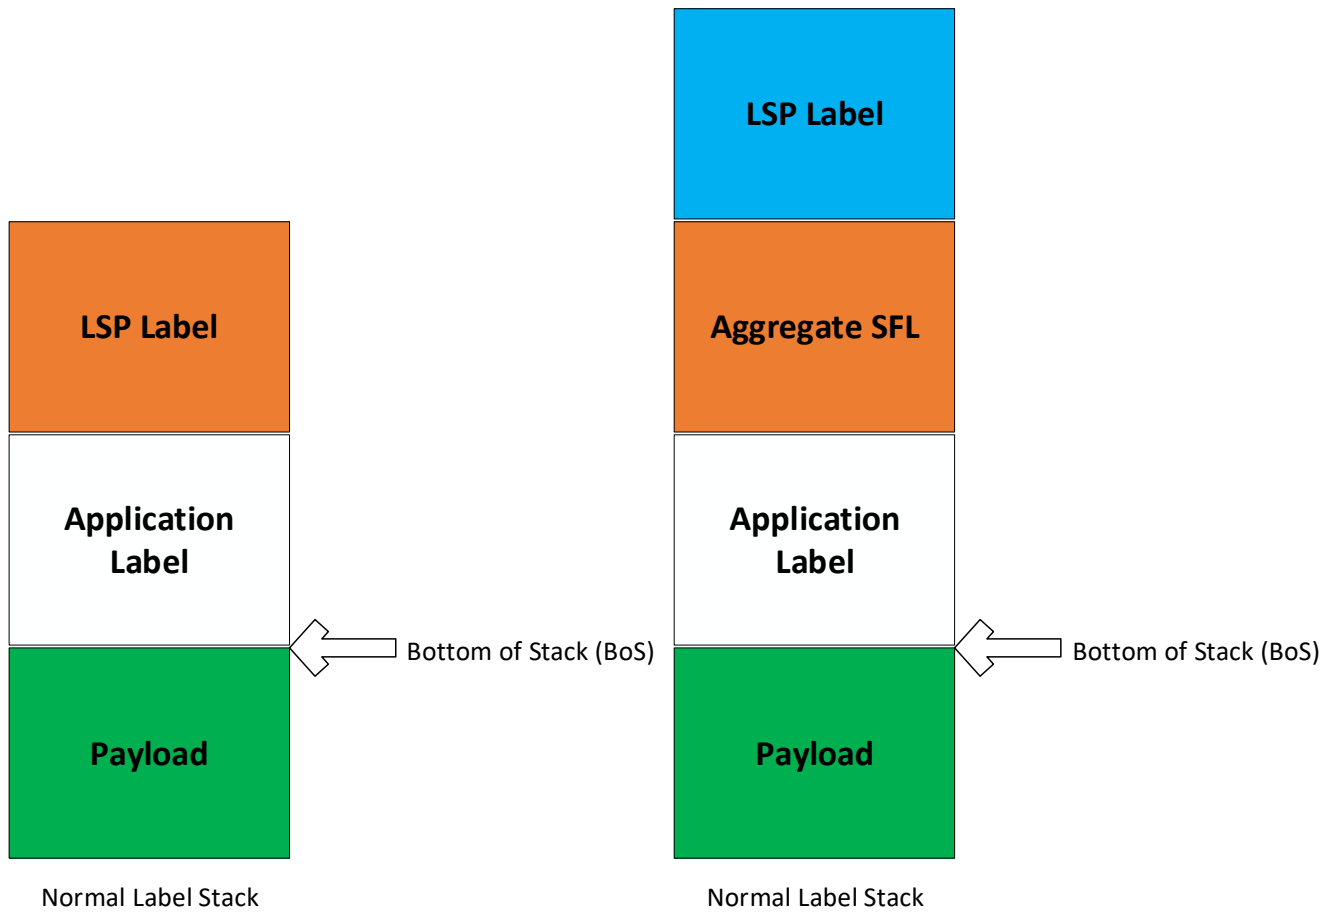 LSP Label
Application
Label
Bottom of Stack (BoS)
Payload
Normal Label Stack
LSP Label
Aggregate SFL
Application
Label
Bottom of Stack (BoS)
Payload
Normal Label Stack